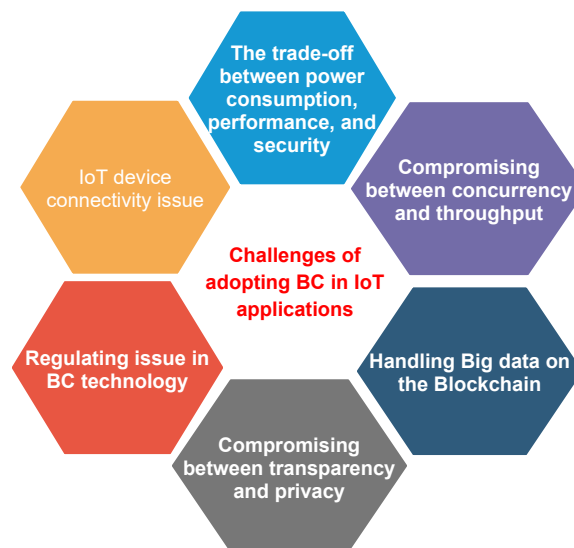 The trade-off
between power
consumption,
performance, and
security
IoT device
connectivity issue
Compromising
between concurrency
and throughput
Challenges of
adopting BC in IoT
applications
Regulating issue in
BC technology
Handling Big data on
the Blockchain
Compromising
between transparency
and privacy